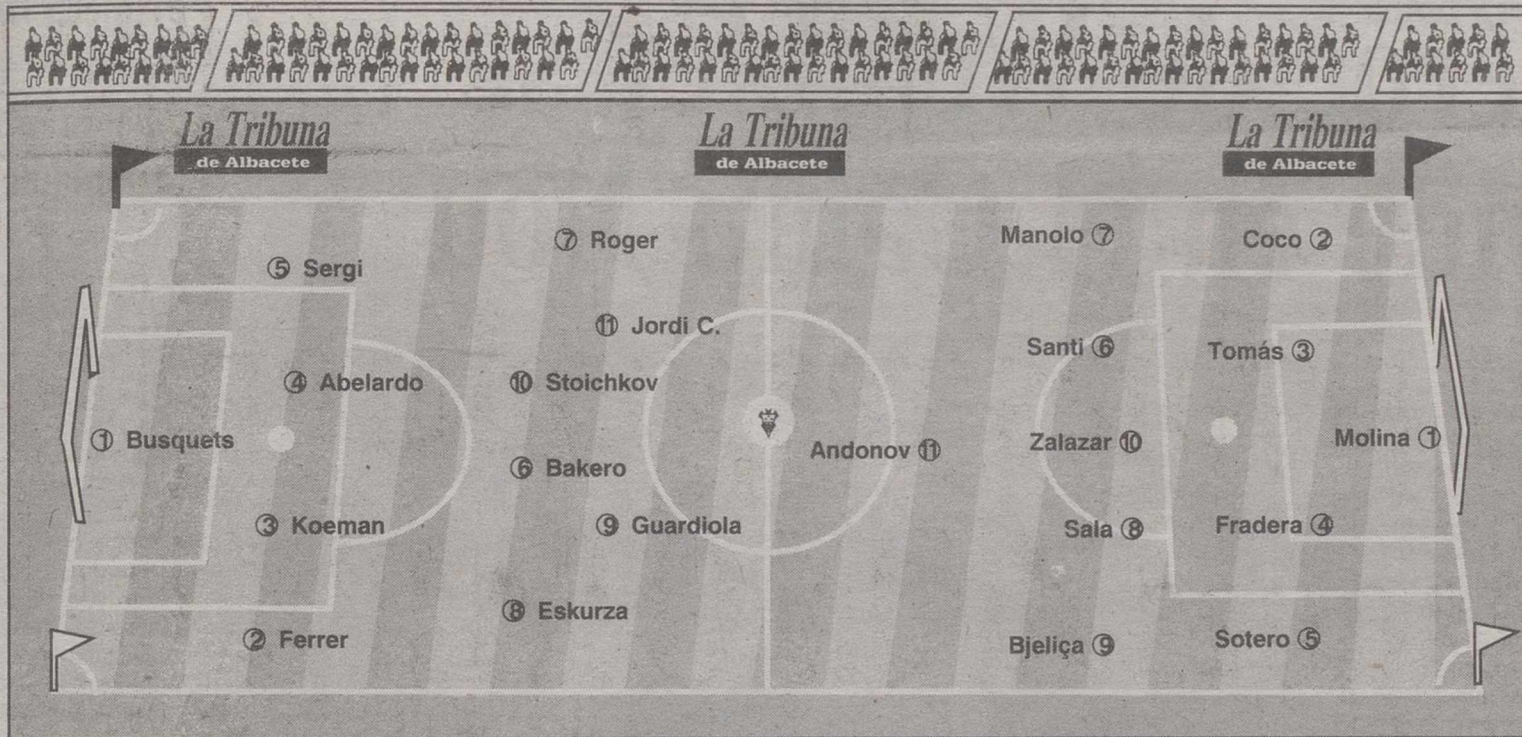 La Tribuna
de Albacete
La Tribuna
de Albacete
La Tribuna
de Albacete
① Busquets
⑤ Sergi
④ Abelardo
③ Koeman
② Ferrer
⑦ Roger
⑪ Jordi C.
⑩ Stoichkov
⑥ Bakero
⑨ Guardiola
⑧ Eskurza
Andonov ⑪
Manolo ⑦
Santi ⑥
Zalazar ⑩
Sala ⑧
Bjeliça ⑨
Coco ②
Tomás ③
Fradera ④
Sotero ⑤
Molina ①